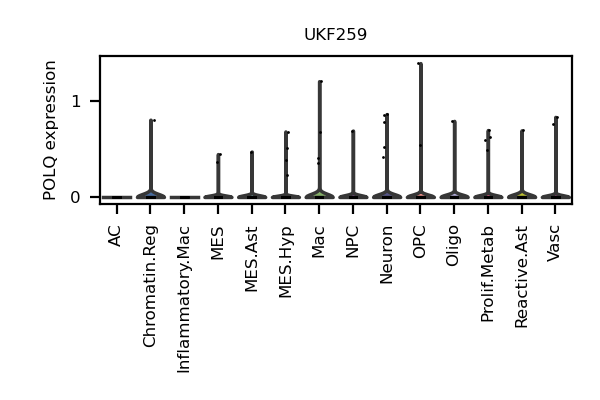 UKF259
POLQ expression
1
0
AC
Chromatin.Reg
Inflammatory.Mac
MES
MES.Ast
MES.Hyp
Mac
NPC
Neuron
OPC
Oligo
Prolif.Metab
Reactive.Ast
Vasc